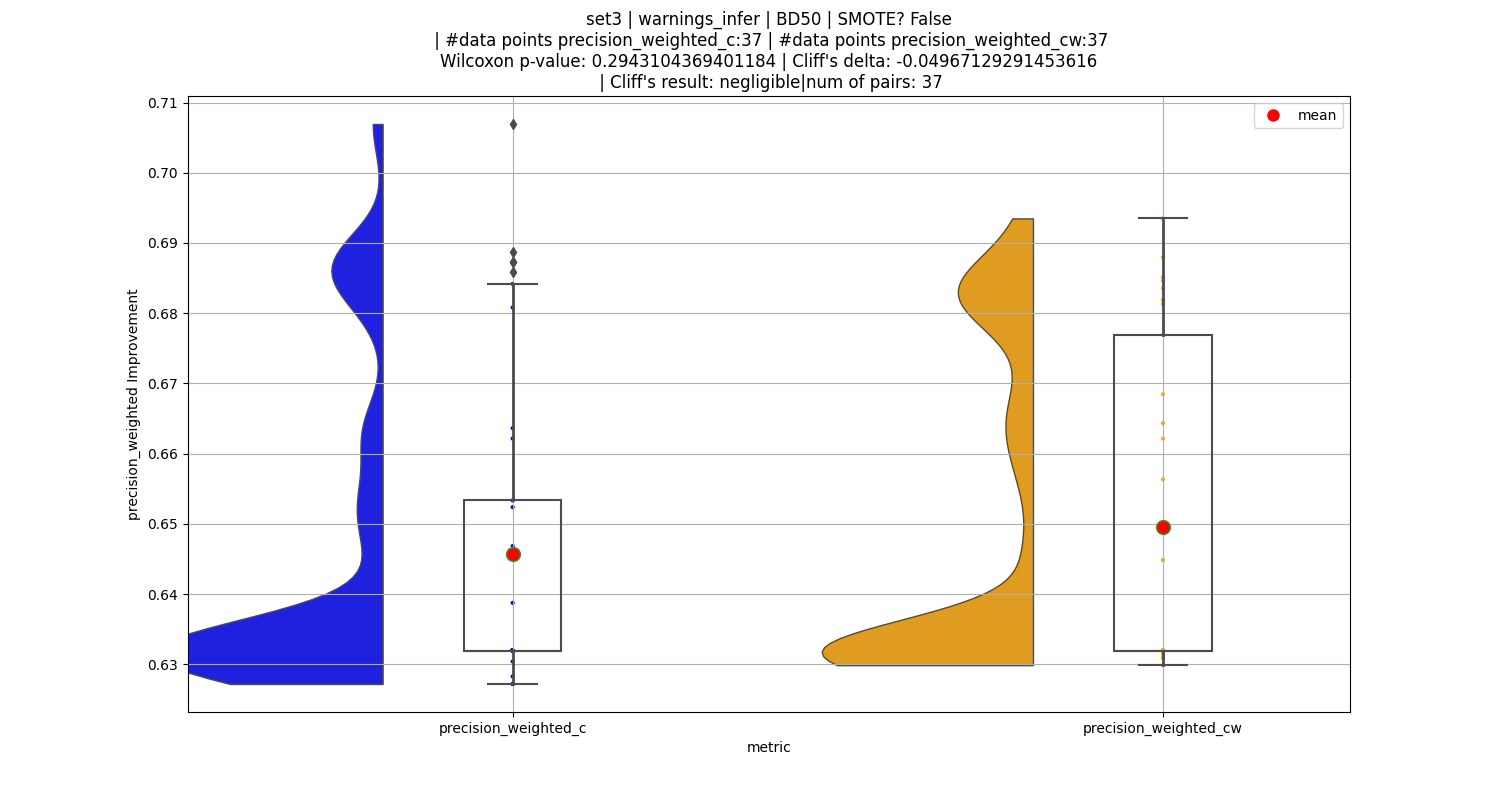 set3 | warnings_infer | BD50 | SMOTE? False
| #data points precision_weighted_c:37 | #data points precision_weighted_cw:37
Wilcoxon p-value: 0.2943104369401184 | Cliff's delta: -0.04967129291453616
| Cliff's result: negligible|num of pairs: 37
mean
0.71
0.70
0.69
0.68
0.67
0.66
0.65
0.64
0.63
precision_weighted Improvement
precision_weighted_c
precision_weighted_cw
metric